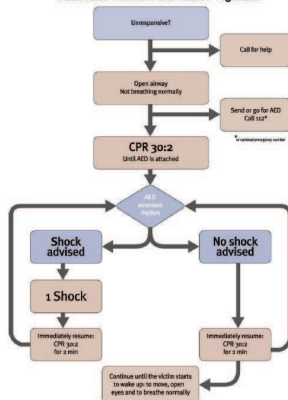 Unresponsive?
Call for help
Open airway
Not breathing normally
Send or go for AED
Call 112*
*or national emergency number
CPR 30:2
Until AED is attached
AED
assesses
rhythm
Shock
advised
No shock
advised
1 Shock
Immediately resume:
CPR 30:2
for 2 min
Immediately resume:
CPR 30:2
for 2 min
Continue until the victim starts
to wake up: to move, open
eyes and to breathe normally